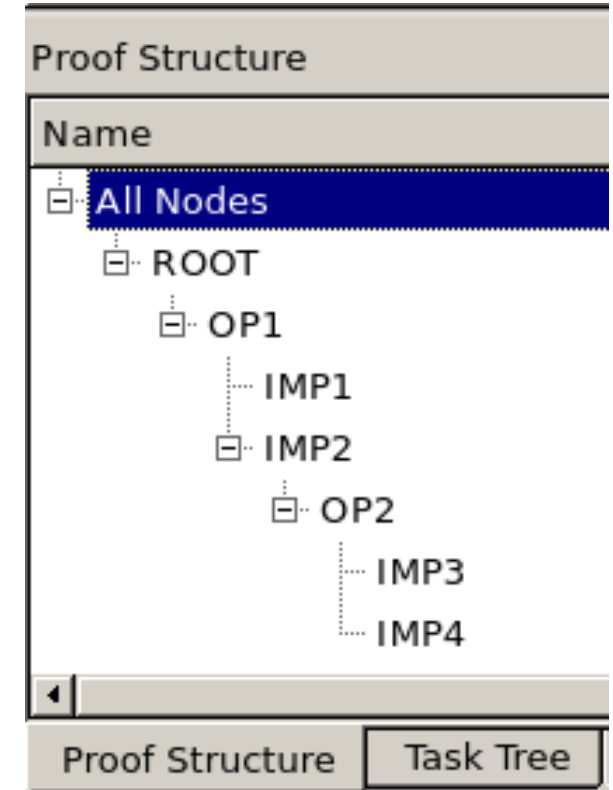 Proof Structure
Name
All Nodes
ROOT
OP1
IMP1
IMP2
OP2
IMP3
IMP4
Proof Structure Task Tree